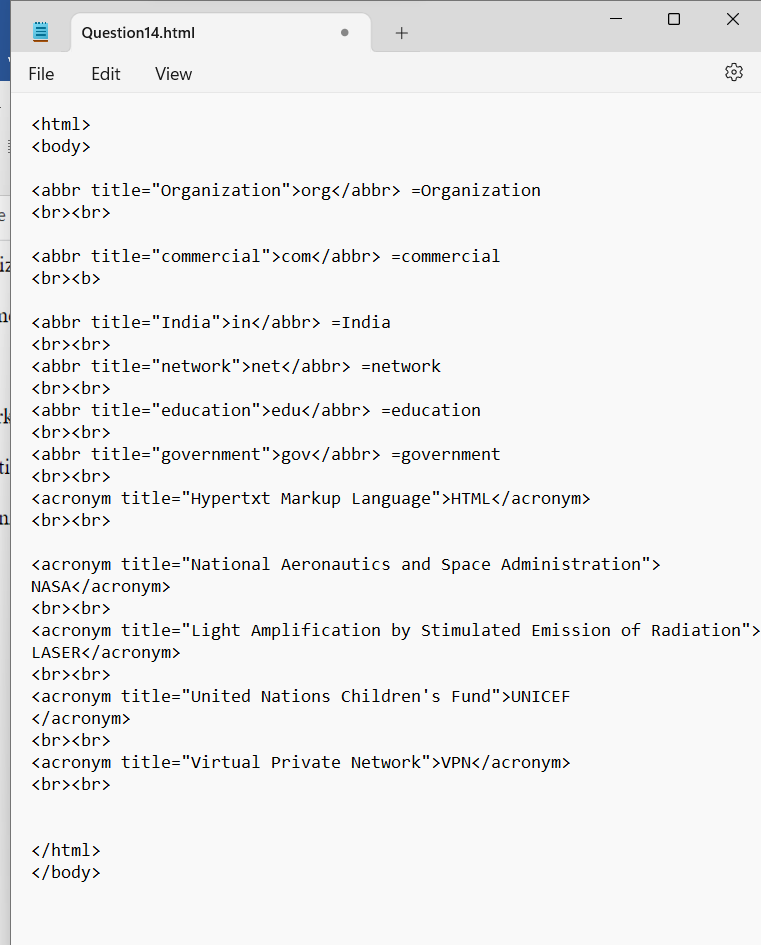 Question14.html
File Edit View
<html>
<body>
<abbr title="Organization">org</abbr> =Organization
<br><br>
<abbr title="commercial">com</abbr> =commercial
<br><b>
<abbr title="India">in</abbr> =India
<br><br>
<abbr title="network">net</abbr> =network
<br><br>
<abbr title="education">edu</abbr> =education
<br><br>
<abbr title="government">gov</abbr> =government
<br><br>
<acronym title="Hypertxt Markup Language">HTML</acronym>
<br><br>
<acronym title="National Aeronautics and Space Administration">
NASA</acronym>
<br><br>
<acronym title="Light Amplification by Stimulated Emission of Radiation">
LASER</acronym>
<br><br>
<acronym title="United Nations Children's Fund">UNICEF
</acronym>
<br><br>
<acronym title="Virtual Private Network">VPN</acronym>
<br><br>
</html>
</body>